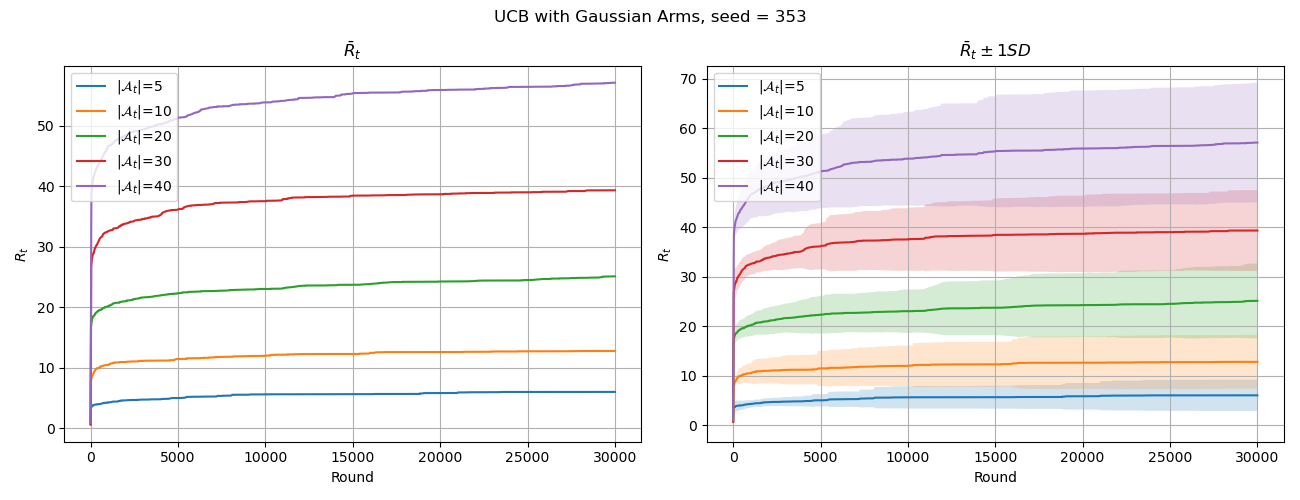 UCB with Gaussian Arms, seed = 353
R̄ₜ
R̄ₜ ± 1SD
|𝒜ₜ|=5
|𝒜ₜ|=10
|𝒜ₜ|=20
|𝒜ₜ|=30
|𝒜ₜ|=40
50
40
30
20
10
0
Rₜ
0 5000 10000 15000 20000 25000 30000
Round
|𝒜ₜ|=5
|𝒜ₜ|=10
|𝒜ₜ|=20
|𝒜ₜ|=30
|𝒜ₜ|=40
70
60
50
40
30
20
10
0
Rₜ
0 5000 10000 15000 20000 25000 30000
Round